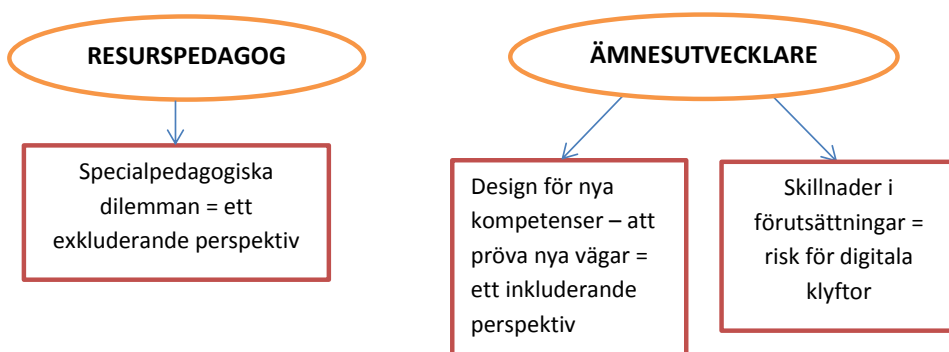 RESURSPEDAGOG
ÄMNESUTVECKLARE
Specialpedagogiska
dilemman = ett
exkluderande perspektiv
Design för nya
kompetenser – att
pröva nya vägar =
ett inkluderande
perspektiv
Skillnader i
förutsättningar =
risk för digitala
klyftor